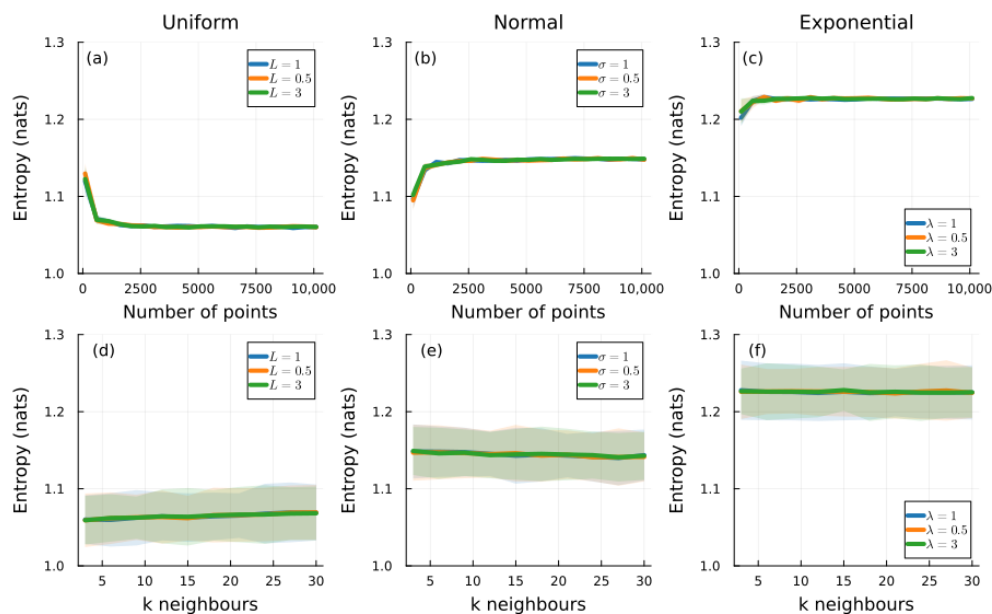 Uniform
Normal
Exponential
(a)
L = 1
L = 0.5
L = 3
1.3
1.2
1.1
1.0
Entropy (nats)
0 2500 5000 7500 10,000
Number of points
(b)
σ = 1
σ = 0.5
σ = 3
1.3
1.2
1.1
1.0
Entropy (nats)
0 2500 5000 7500 10,000
Number of points
(c)
λ = 1
λ = 0.5
λ = 3
1.3
1.2
1.1
1.0
Entropy (nats)
0 2500 5000 7500 10,000
Number of points
(d)
L = 1
L = 0.5
L = 3
1.3
1.2
1.1
1.0
Entropy (nats)
5 10 15 20 25 30
k neighbours
(e)
σ = 1
σ = 0.5
σ = 3
1.3
1.2
1.1
1.0
Entropy (nats)
5 10 15 20 25 30
k neighbours
(f)
λ = 1
λ = 0.5
λ = 3
1.3
1.2
1.1
1.0
Entropy (nats)
5 10 15 20 25 30
k neighbours